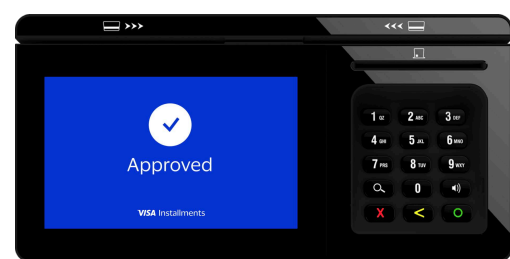 >>>
<<<
Approved
VISA Installments
1 QZ 2 ABC 3 DEF
4 GHI 5 JKL 6 MNO
7 PRS 8 TUV 9 WXY
0
X < O